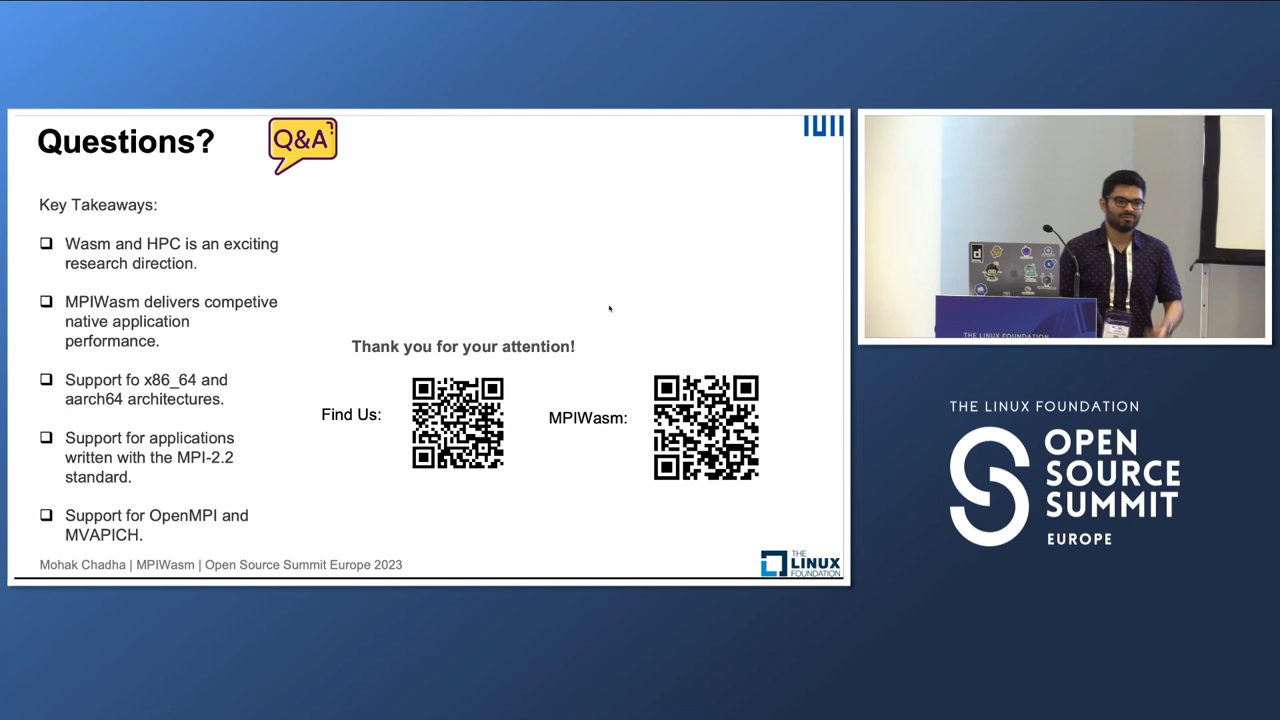 Questions?
Q&A
Key Takeaways:
Wasm and HPC is an exciting
research direction.
MPIWasm delivers competive
native application
performance.
Support fo x86_64 and
aarch64 architectures.
Support for applications
written with the MPI-2.2
standard.
Support for OpenMPI and
MVAPICH.
Thank you for your attention!
Find Us:
MPIWasm:
Mohak Chadha | MPIWasm | Open Source Summit Europe 2023
THE
LINUX
FOUNDATION
THE LINUX FOUNDATION
THE LINUX FOUNDATION
OPEN
SOURCE
SUMMIT
EUROPE